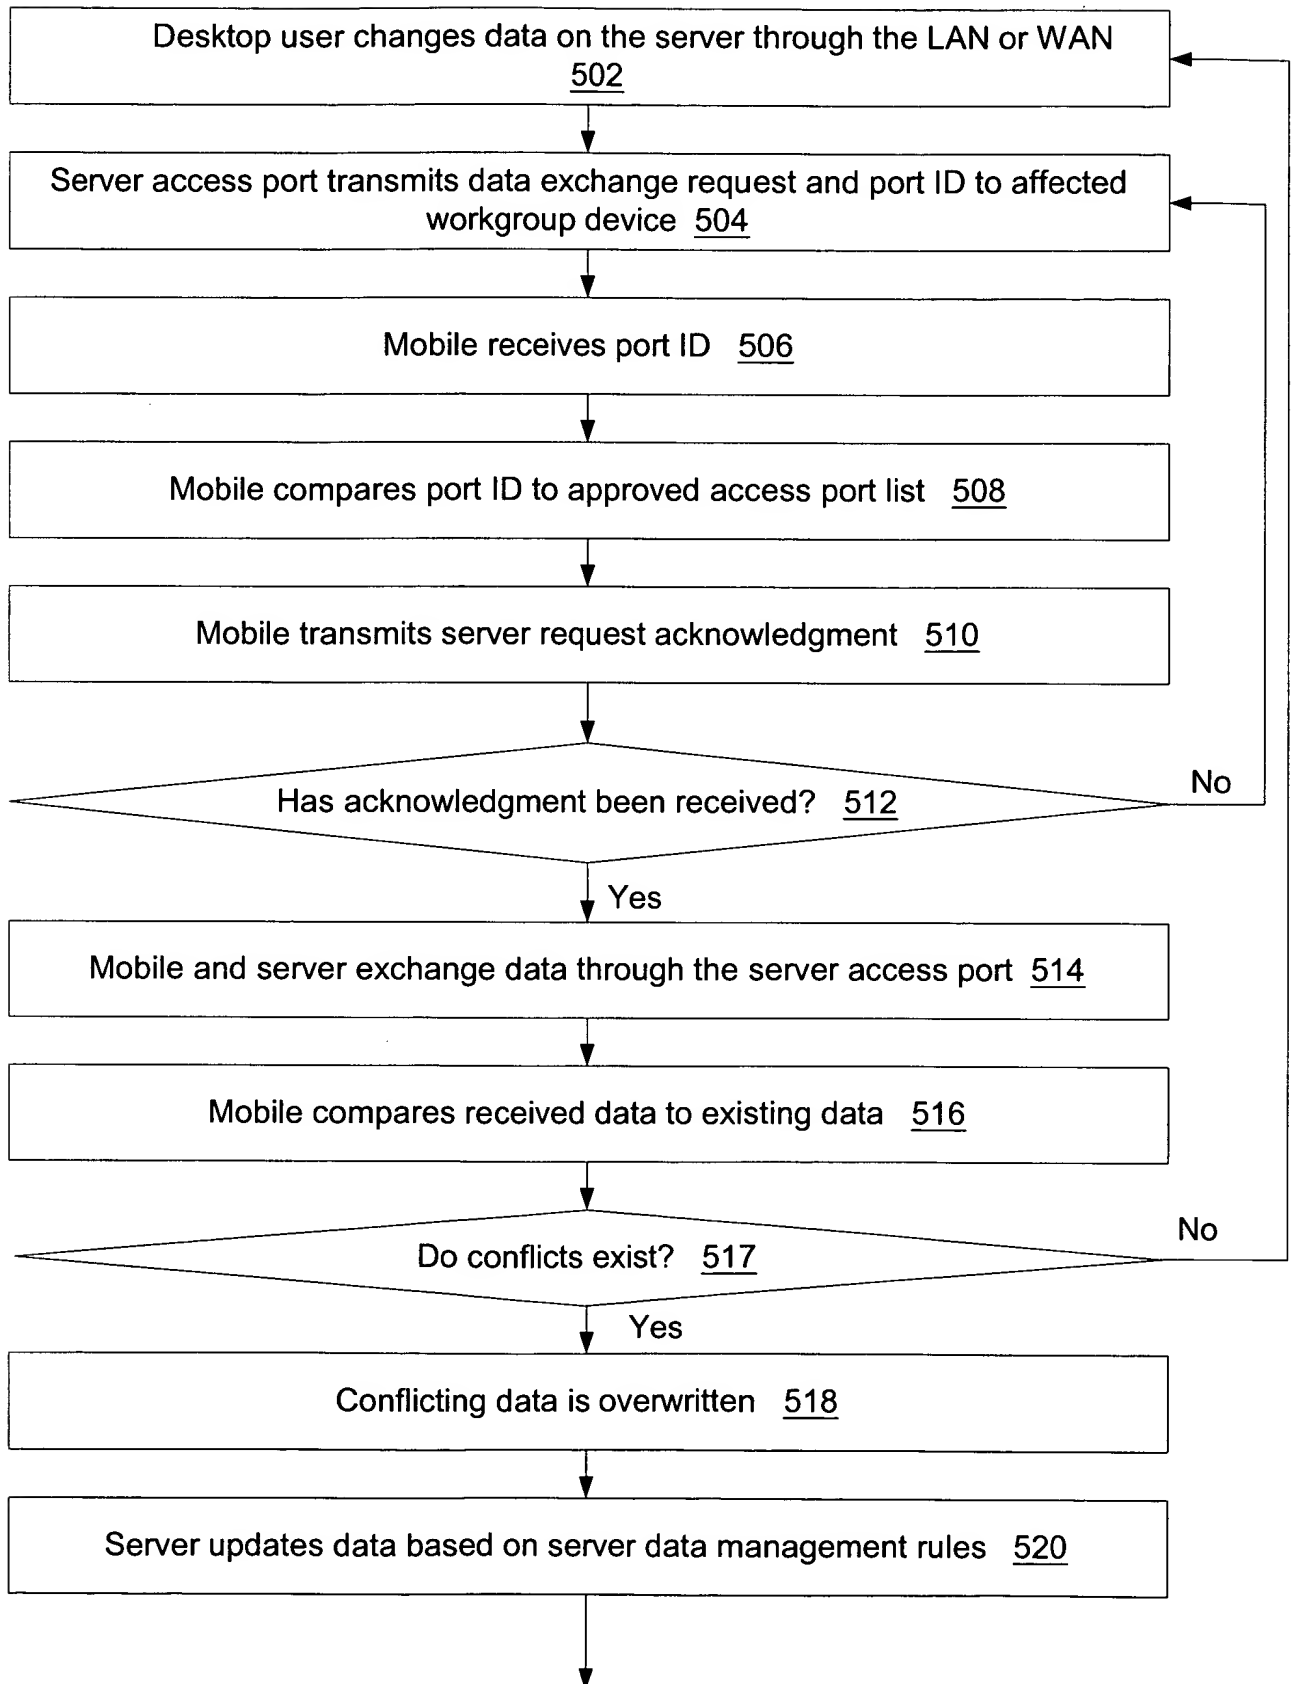 Desktop user changes data on the server through the LAN or WAN
502
Server access port transmits data exchange request and port ID to affected
workgroup device 504
Mobile receives port ID 506
Mobile compares port ID to approved access port list 508
Mobile transmits server request acknowledgment 510
Has acknowledgment been received? 512
No
Yes
Mobile and server exchange data through the server access port 514
Mobile compares received data to existing data 516
Do conflicts exist? 517
No
Yes
Conflicting data is overwritten 518
Server updates data based on server data management rules 520